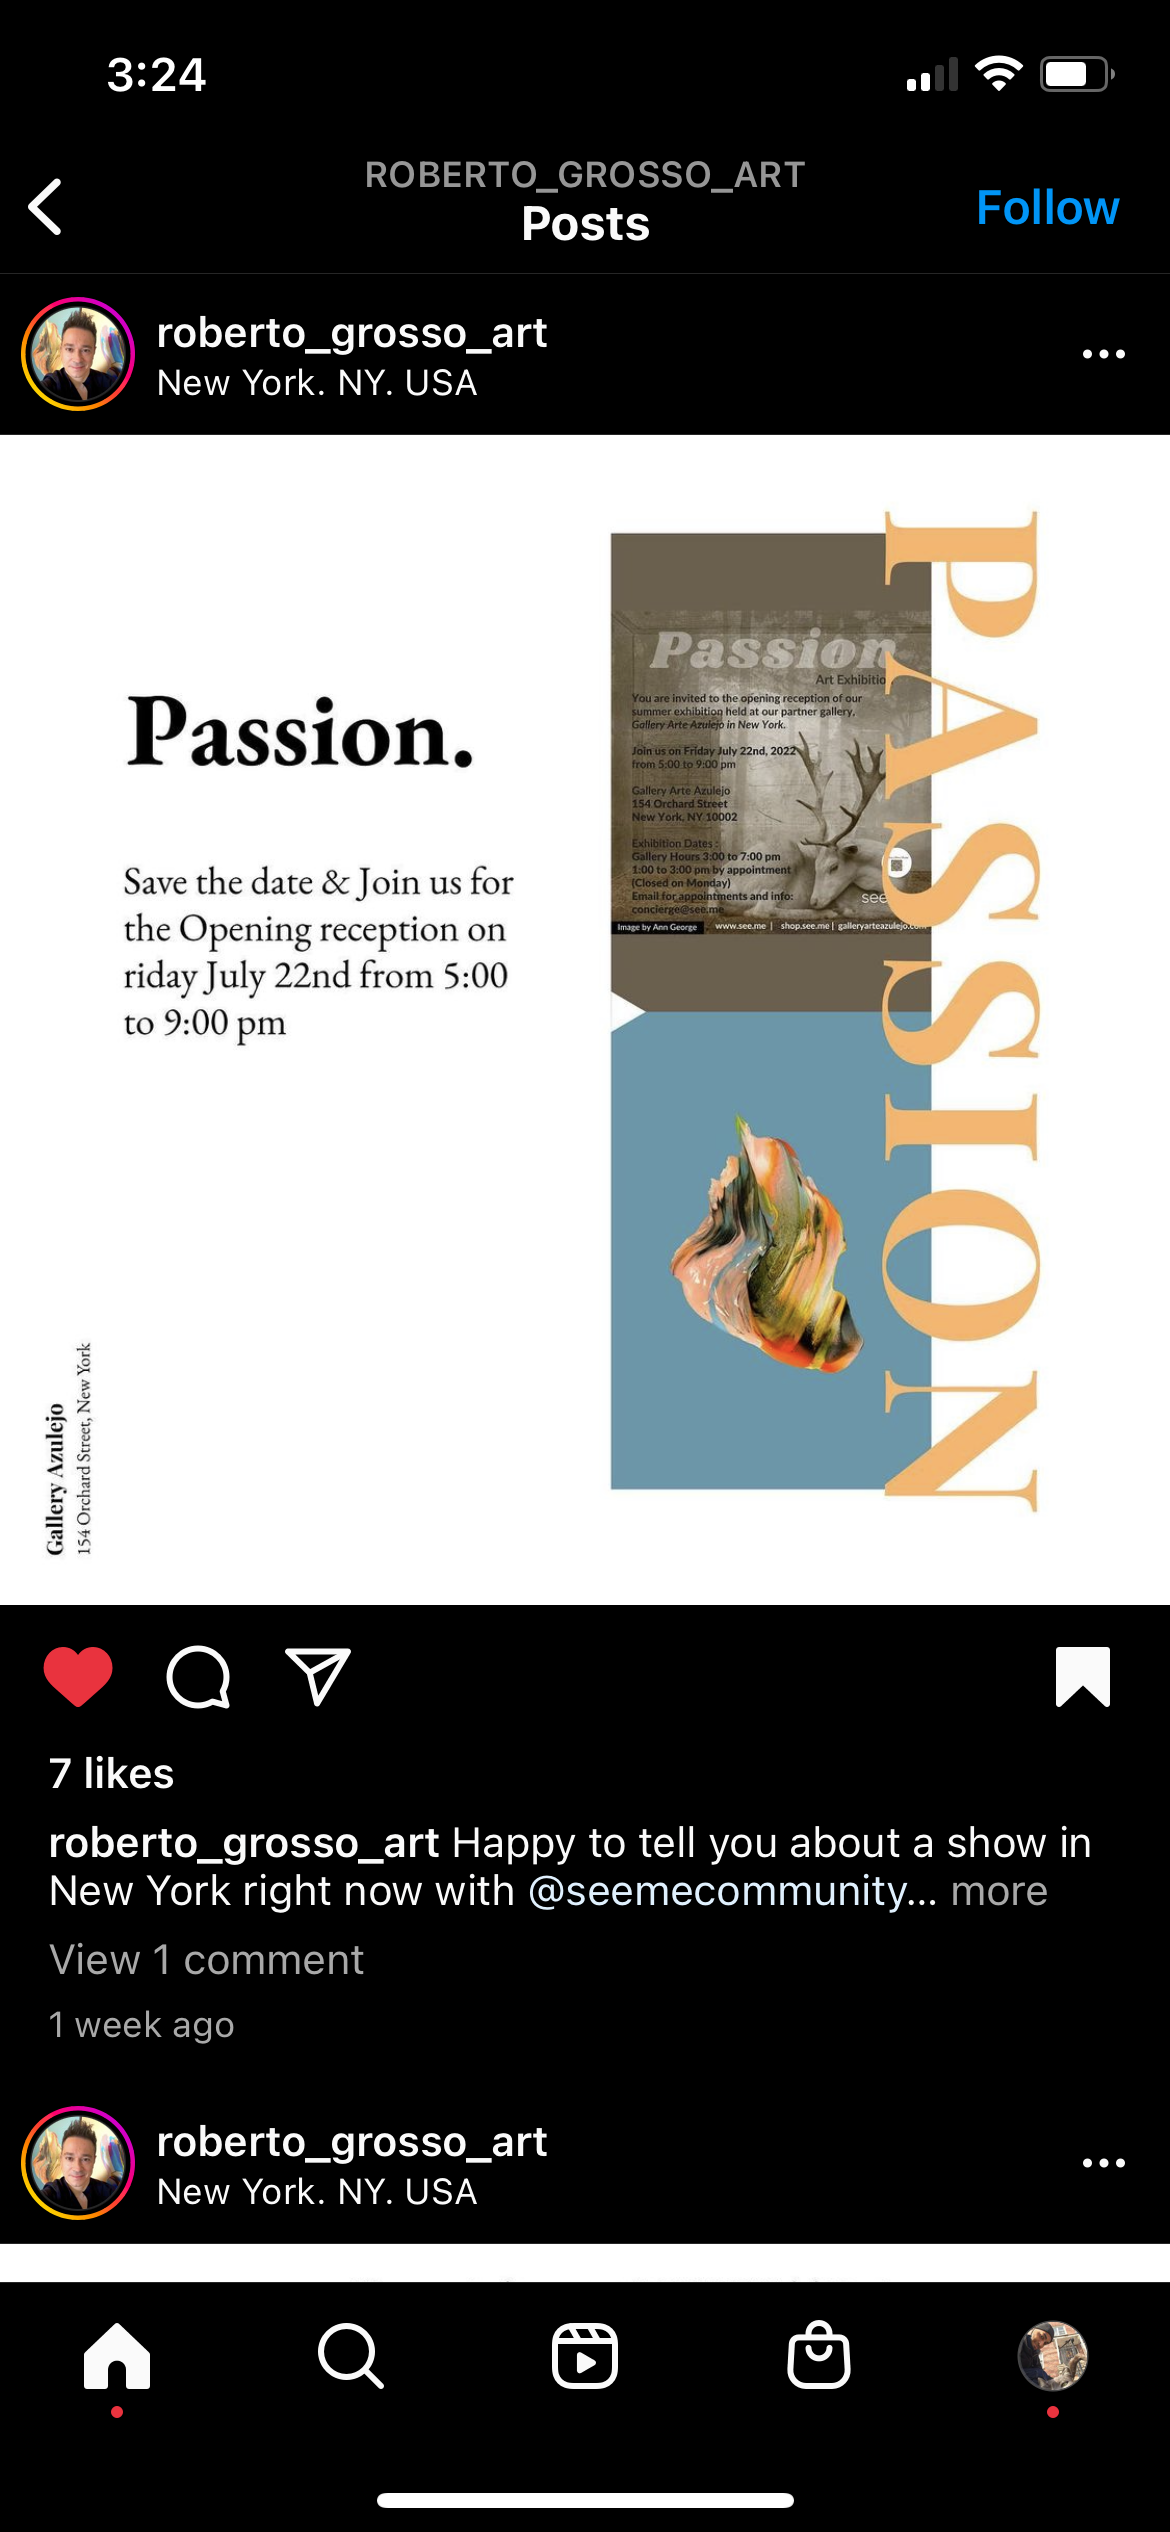 3:24
ROBERTO_GROSSO_ART
Posts
Follow
roberto_grosso_art
New York. NY. USA
Passion.
Save the date & Join us for
the Opening reception on
riday July 22nd from 5:00
to 9:00 pm
Gallery Azulejo
154 Orchard Street, New York
Passion
Art Exhibitio
You are invited to the opening reception of our
summer exhibition held at our partner gallery,
Gallery Arte Azulejo in New York.
Join us on Friday July 22nd, 2022
from 5:00 to 9:00 pm
Gallery Arte Azulejo
154 Orchard Street
New York, NY 10002
Exhibition Dates :
Gallery Hours 3:00 to 7:00 pm
1:00 to 3:00 pm by appointment
(Closed on Monday)
Email for appointments and info:
concierge@see.me
see
Image by Ann George
www.see.me | shop.see.me | galleryarteazulejo.com
PASSION
7 likes
roberto_grosso_art Happy to tell you about a show in
New York right now with @seemecommunity... more
View 1 comment
1 week ago
roberto_grosso_art
New York. NY. USA